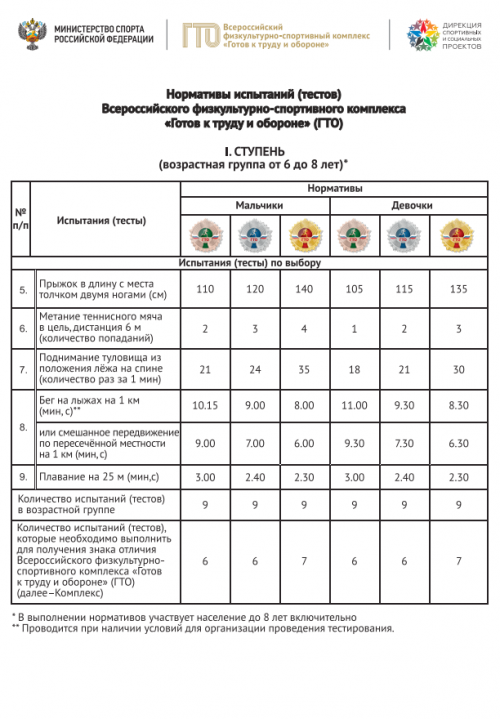 МИНИСТЕРСТВО СПОРТА
РОССИЙСКОЙ ФЕДЕРАЦИИ
ГТО
Всероссийский
физкультурно-спортивный комплекс
«Готов к труду и обороне»
ДИРЕКЦИЯ
СПОРТИВНЫХ
И СОЦИАЛЬНЫХ
ПРОЕКТОВ
Нормативы испытаний (тестов)
Всероссийского физкультурно-спортивного комплекса
«Готов к труду и обороне» (ГТО)
I. СТУПЕНЬ
(возрастная группа от 6 до 8 лет)*
№
п/п
Испытания (тесты)
Нормативы
Мальчики
Девочки
ГТО ГТО ГТО ГТО ГТО ГТО
Испытания (тесты) по выбору
5. Прыжок в длину с места
толчком двумя ногами (см)
110 120 140 105 115 135
6. Метание теннисного мяча
в цель, дистанция 6 м
(количество попаданий)
2 3 4 1 2 3
7. Поднимание туловища из
положения лёжа на спине
(количество раз за 1 мин)
21 24 35 18 21 30
8. Бег на лыжах на 1 км
(мин, с)**
10.15 9.00 8.00 11.00 9.30 8.30
или смешанное передвижение
по пересечённой местности
на 1 км (мин, с)
9.00 7.00 6.00 9.30 7.30 6.30
9. Плавание на 25 м (мин,с)
3.00 2.40 2.30 3.00 2.40 2.30
Количество испытаний (тестов)
в возрастной группе
9 9 9 9 9 9
Количество испытаний (тестов),
которые необходимо выполнить
для получения знака отличия
Всероссийского физкультурно-
спортивного комплекса «Готов
к труду и обороне» (ГТО)
(далее–Комплекс)
6 6 7 6 6 7
* В выполнении нормативов участвует население до 8 лет включительно
** Проводится при наличии условий для организации проведения тестирования.